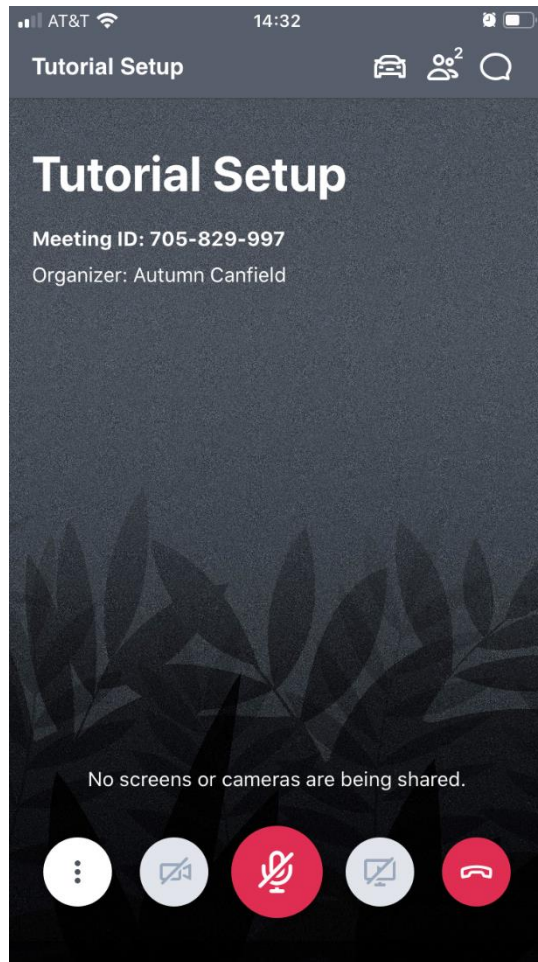 AT&T 14:32
Tutorial Setup 2
Tutorial Setup
Meeting ID: 705-829-997
Organizer: Autumn Canfield
No screens or cameras are being shared.